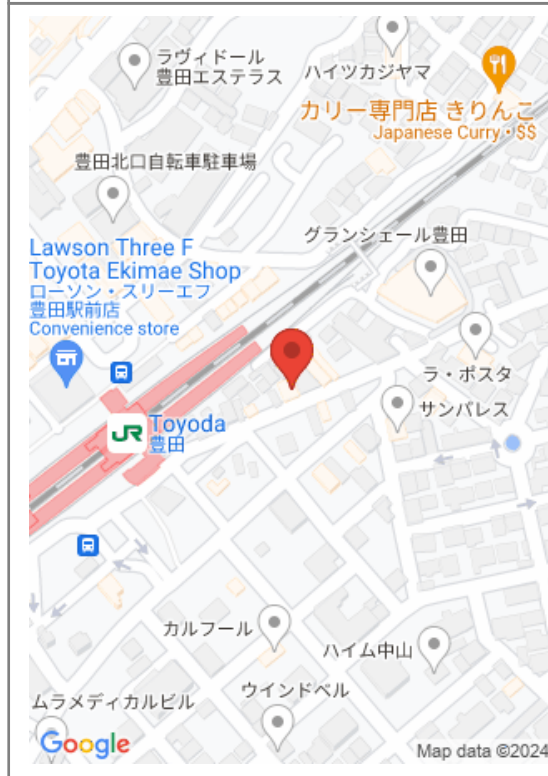 ラヴィドール
豊田エステラス
ハイツカジヤマ
カリー専門店 きりんこ
Japanese Curry・$$
豊田北口自転車駐車場
グランシェール豊田
Lawson Three F
Toyota Ekimae Shop
ローソン・スリーエフ
豊田駅前店
Convenience store
ラ・ポスタ
サンパレス
JR
Toyoda
豊田
カルフール
ハイム中山
ウインドベル
ムラメディカルビル
Google
Map data ©2024